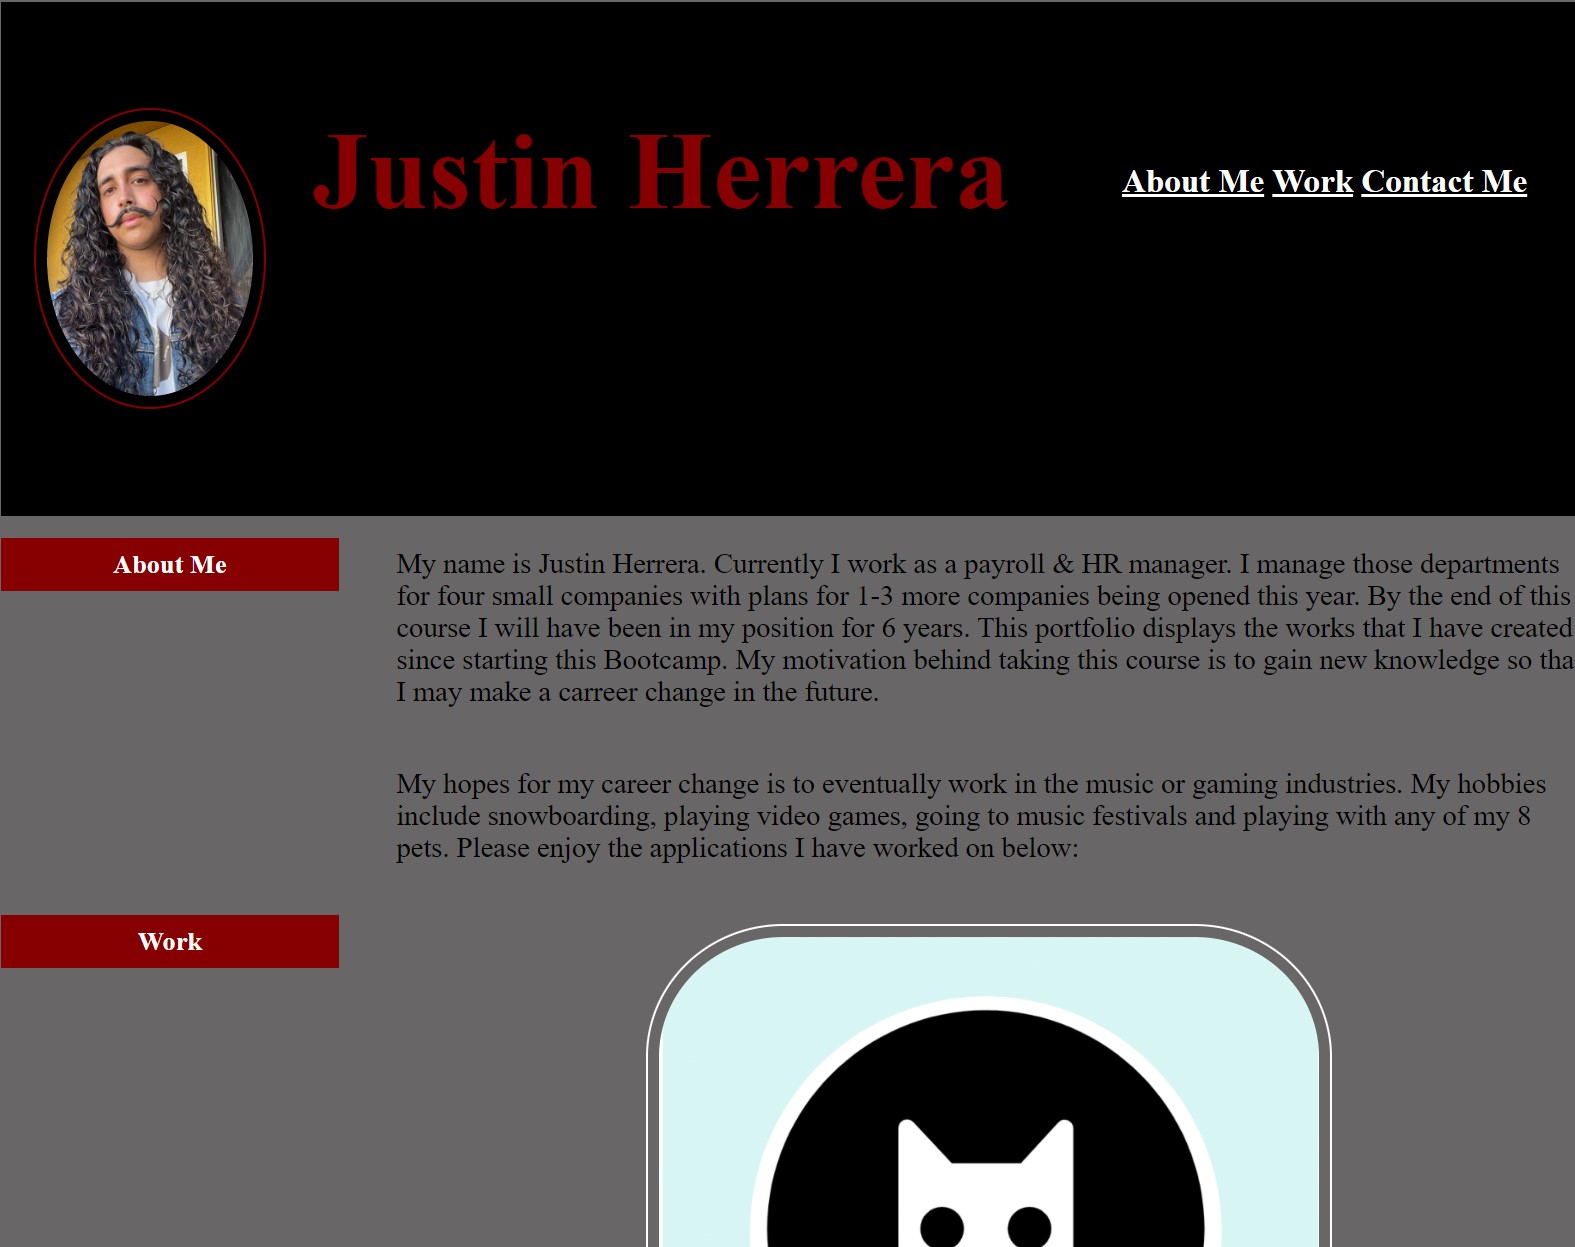 Justin Herrera
About Me Work Contact Me
About Me
My name is Justin Herrera. Currently I work as a payroll & HR manager. I manage those departments
for four small companies with plans for 1-3 more companies being opened this year. By the end of this
course I will have been in my position for 6 years. This portfolio displays the works that I have created
since starting this Bootcamp. My motivation behind taking this course is to gain new knowledge so tha
I may make a carreer change in the future.
My hopes for my career change is to eventually work in the music or gaming industries. My hobbies
include snowboarding, playing video games, going to music festivals and playing with any of my 8
pets. Please enjoy the applications I have worked on below:
Work